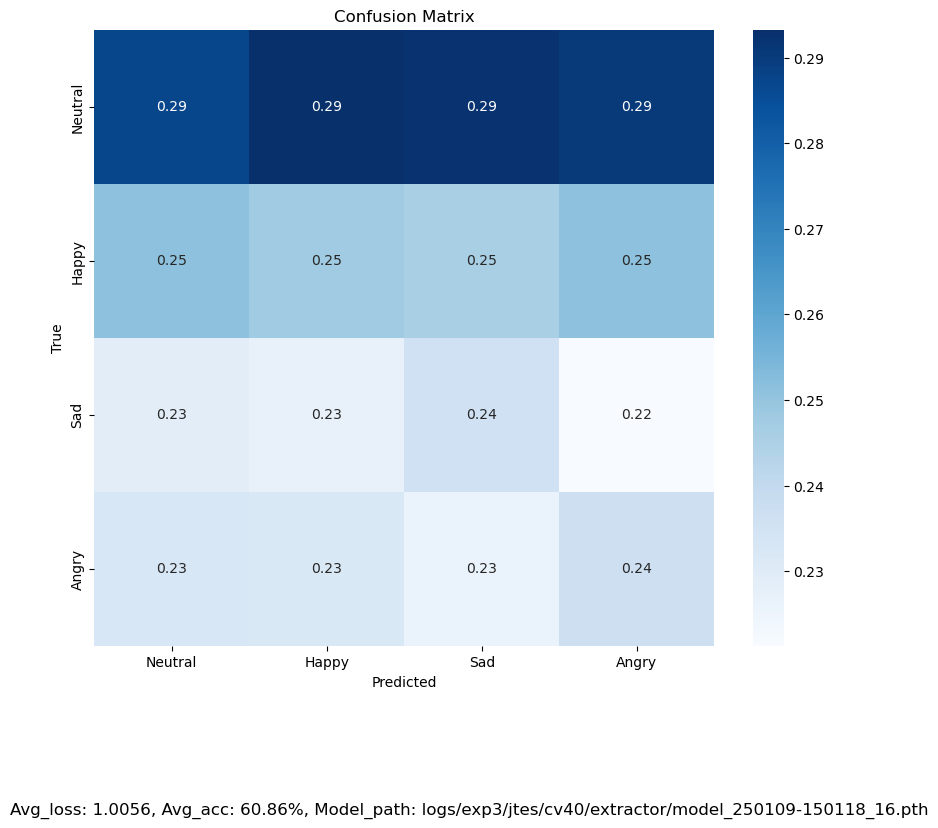 Confusion Matrix
Neutral 0.29 0.29 0.29 0.29
Happy 0.25 0.25 0.25 0.25
Sad 0.23 0.23 0.24 0.22
Angry 0.23 0.23 0.23 0.24
True
Neutral Happy Sad Angry
Predicted
0.29
0.28
0.27
0.26
0.25
0.24
0.23
Avg_loss: 1.0056, Avg_acc: 60.86%, Model_path: logs/exp3/jtes/cv40/extractor/model_250109-150118_16.pth